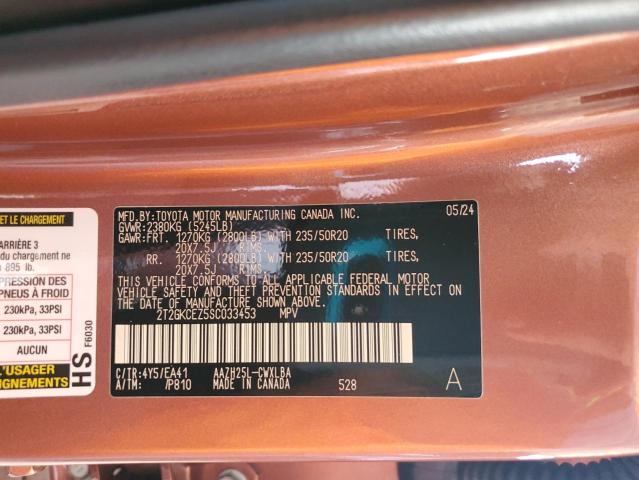 ET LE CHARGEMENT
ARRIÈRE 3
du chargement ne
895 lb.
PRESSION DES
PNEUS À FROID
230kPa, 33PSI
230kPa, 33PSI
AUCUN
L'USAGER
RENSEIGNEMENTS
HS F6030
MFD.BY:TOYOTA MOTOR MANUFACTURING CANADA INC. 05/24
GVWR:2380KG (5245LB)
GAWR:FRT. 1270KG (2800LB) WITH 235/50R20 TIRES,
20X7.5J RIMS,
RR. 1270KG (2800LB) WITH 235/50R20 TIRES,
20X7.5J RIMS.
THIS VEHICLE CONFORMS TO ALL APPLICABLE FEDERAL MOTOR
VEHICLE SAFETY AND THEFT PREVENTION STANDARDS IN EFFECT ON
THE DATE OF MANUFACTURE SHOWN ABOVE.
2T2GKCEZ5SC033453 MPV
C/TR:4Y5/EA41 AAZH25L-CWXLBA
A/TM: /P810 MADE IN CANADA 528 A